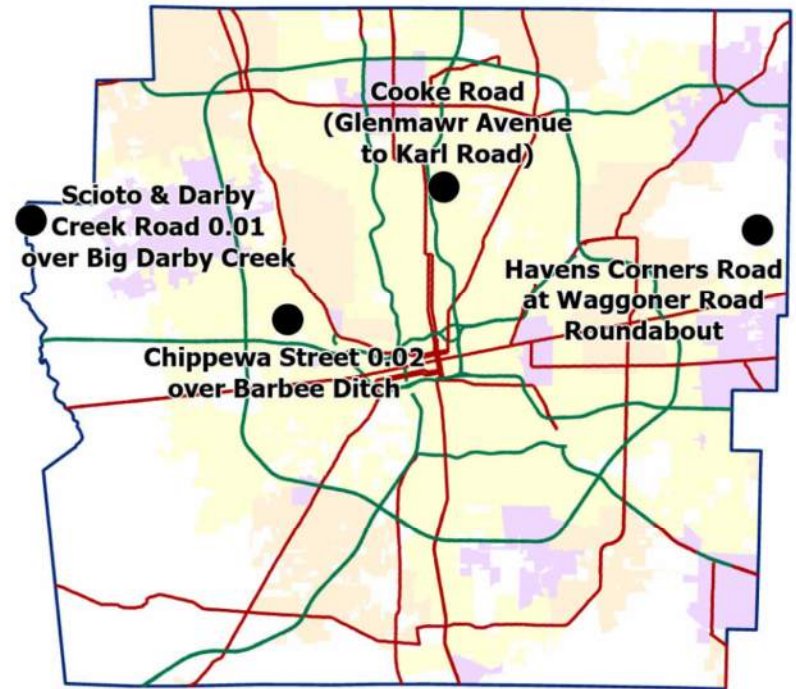 Cooke Road
(Glenmawr Avenue
to Karl Road)
Scioto & Darby
Creek Road 0.01
over Big Darby Creek
Havens Corners Road
at Waggoner Road
Roundabout
Chippewa Street 0.02
over Barbee Ditch